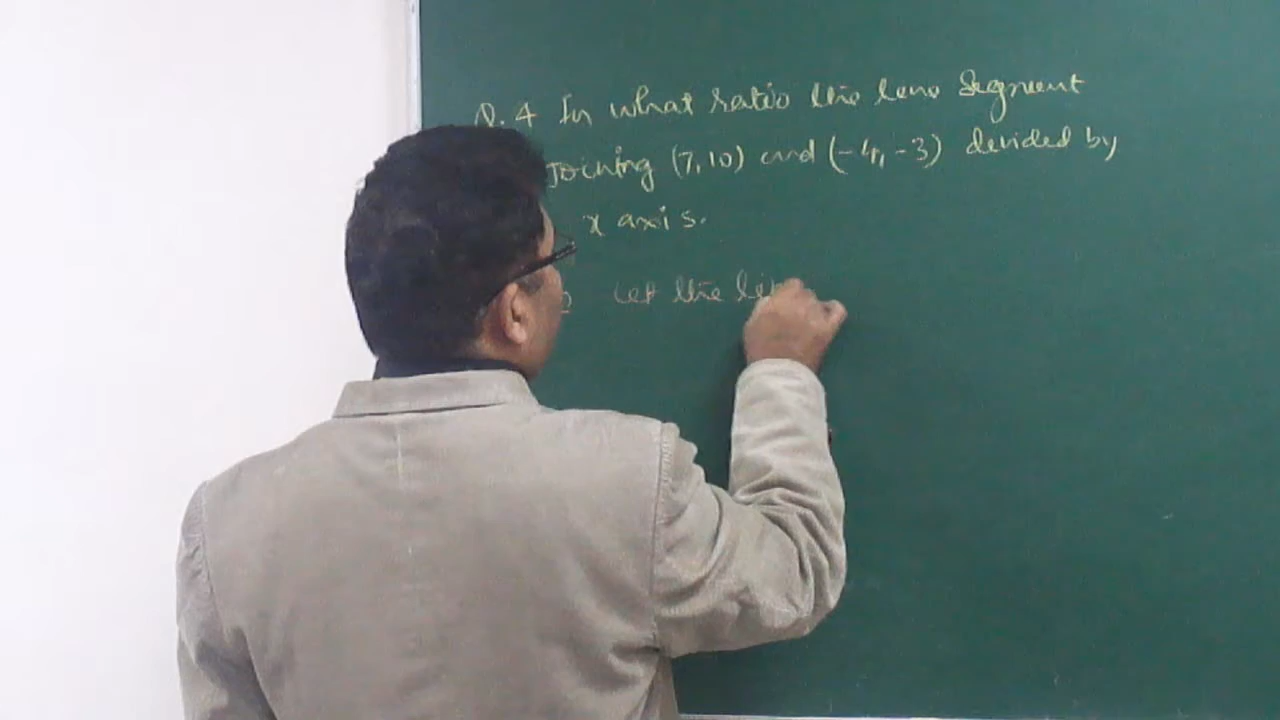 Q.4 In what ratio the line segment
Joining (7,10) and (-4,-3) devided by
x axis.
Let the li